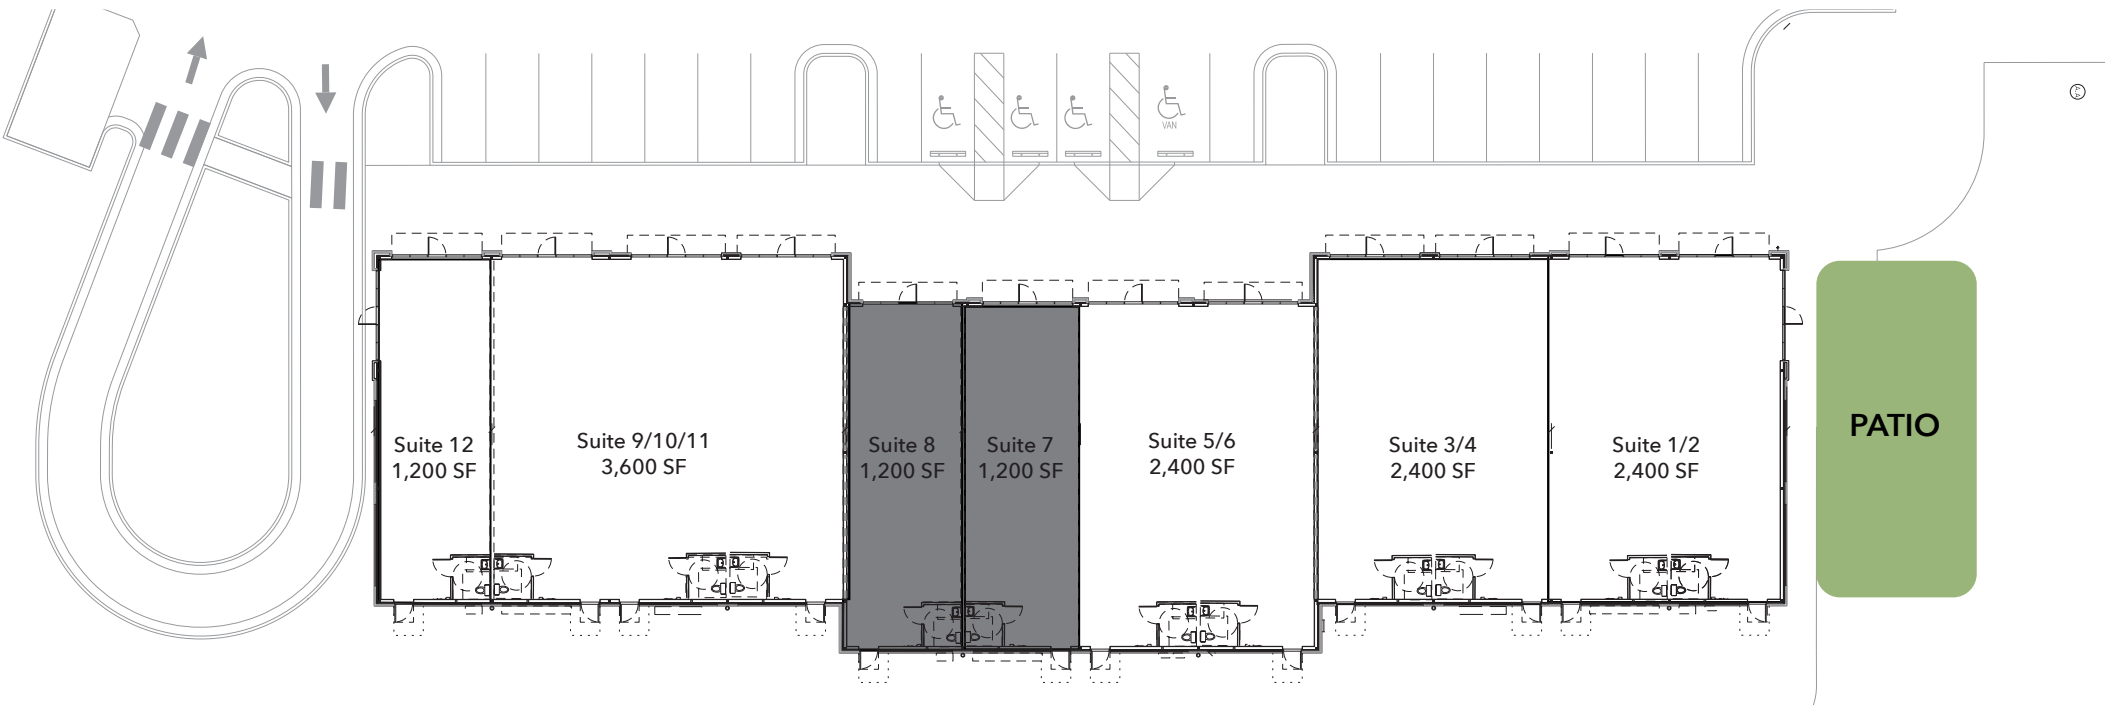 VAN
Suite 12
1,200 SF
Suite 9/10/11
3,600 SF
Suite 8
1,200 SF
Suite 7
1,200 SF
Suite 5/6
2,400 SF
Suite 3/4
2,400 SF
Suite 1/2
2,400 SF
PATIO